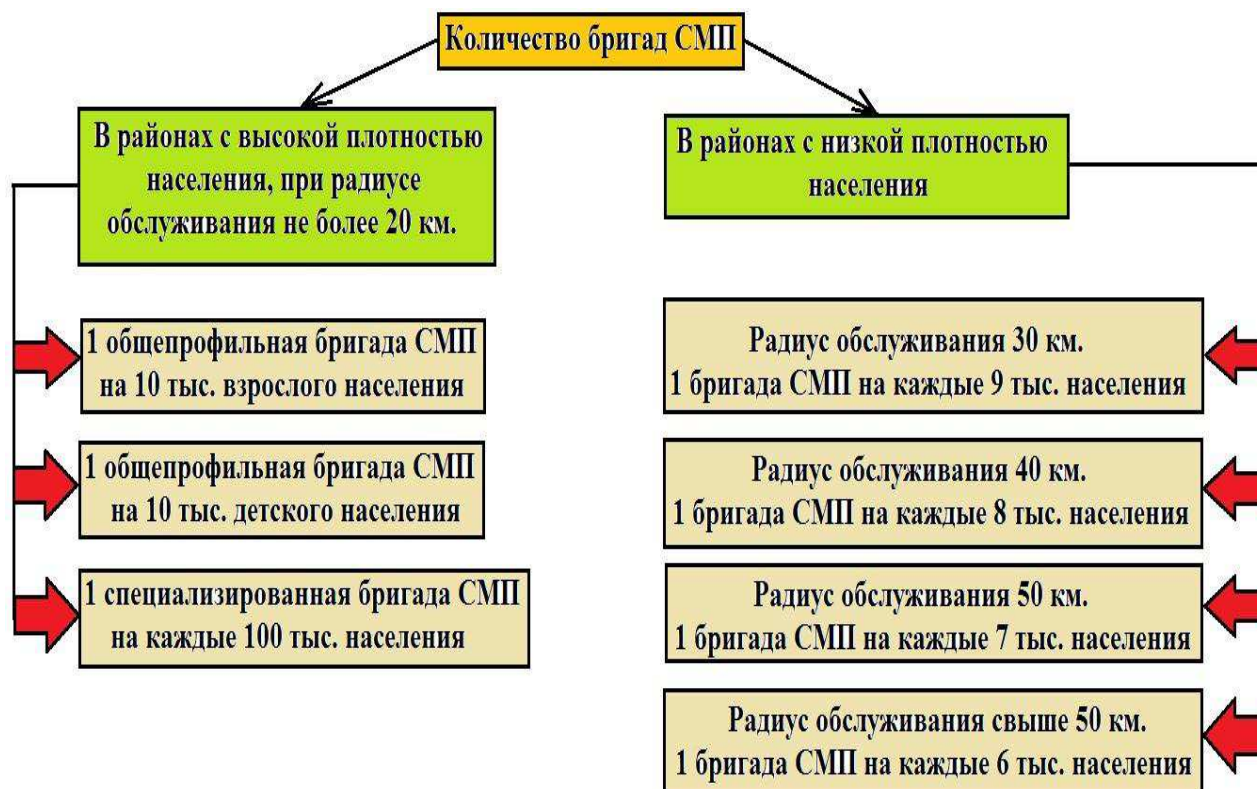 Количество бригад СМП
В районах с высокой плотностью
населения, при радиусе
обслуживания не более 20 км.
1 общепрофильная бригада СМП
на 10 тыс. взрослого населения
1 общепрофильная бригада СМП
на 10 тыс. детского населения
1 специализированная бригада СМП
на каждые 100 тыс. населения
В районах с низкой плотностью
населения
Радиус обслуживания 30 км.
1 бригада СМП на каждые 9 тыс. населения
Радиус обслуживания 40 км.
1 бригада СМП на каждые 8 тыс. населения
Радиус обслуживания 50 км.
1 бригада СМП на каждые 7 тыс. населения
Радиус обслуживания свыше 50 км.
1 бригада СМП на каждые 6 тыс. населения